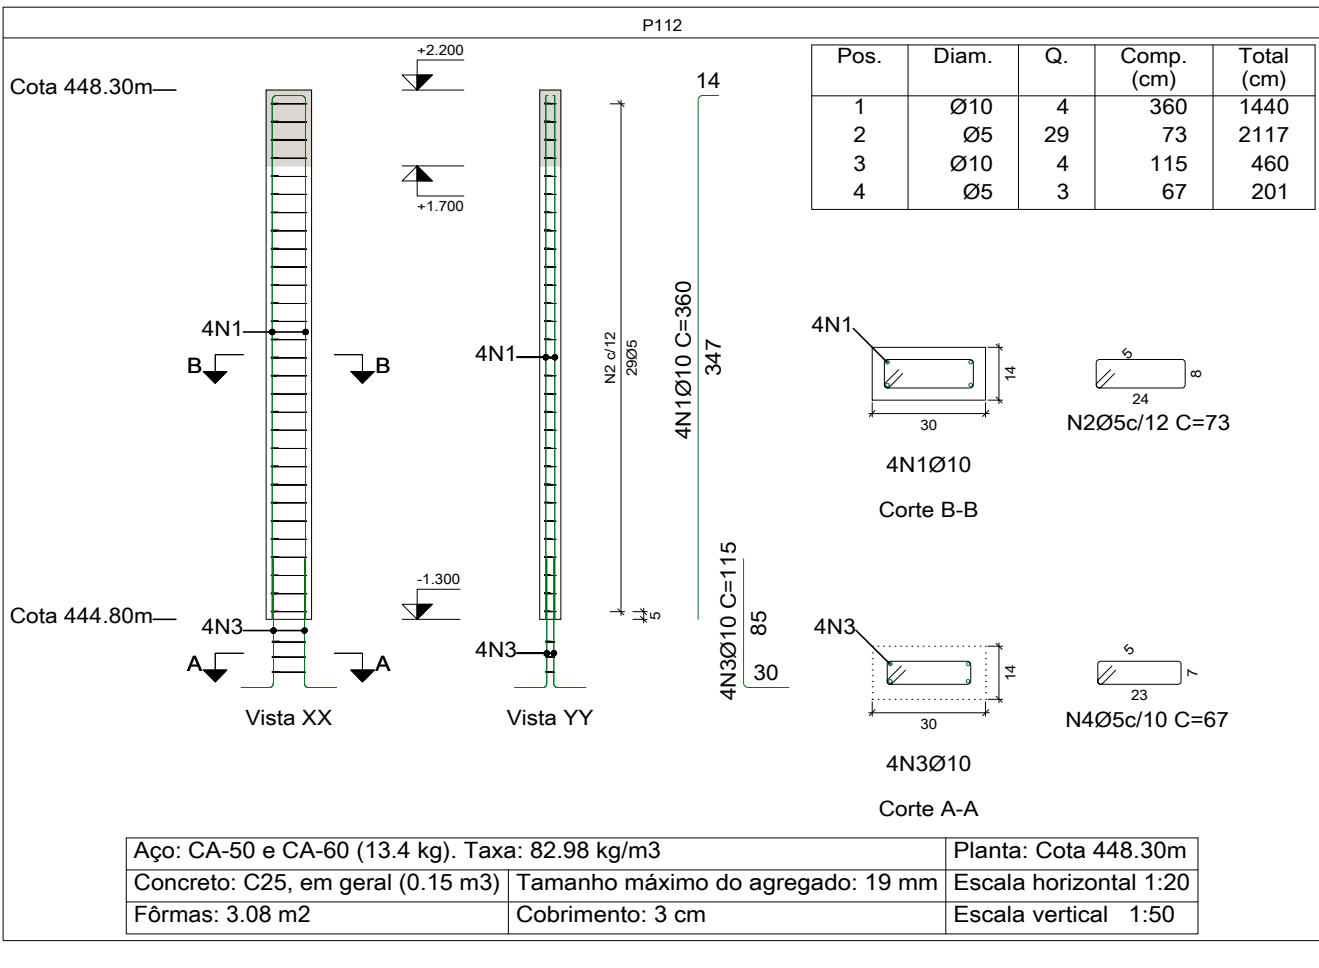 P112
Cota 448.30m
+2.200
+1.700
14
4N1
B
B
4N1
N2 c/12
29Ø5
4N1Ø10 C=360
347
-1.300
Cota 444.80m
4N3
A
A
4N3
5
4N3Ø10 C=115
85
30
Vista XX
Vista YY
Pos. Diam. Q. Comp. (cm) Total (cm)
1 Ø10 4 360 1440
2 Ø5 29 73 2117
3 Ø10 4 115 460
4 Ø5 3 67 201
4N1
14
30
4N1Ø10
Corte B-B
5
8
24
N2Ø5c/12 C=73
4N3
14
30
4N3Ø10
Corte A-A
5
7
23
N4Ø5c/10 C=67
Aço: CA-50 e CA-60 (13.4 kg). Taxa: 82.98 kg/m3
Planta: Cota 448.30m
Concreto: C25, em geral (0.15 m3)
Tamanho máximo do agregado: 19 mm
Escala horizontal 1:20
Fôrmas: 3.08 m2
Cobrimento: 3 cm
Escala vertical 1:50